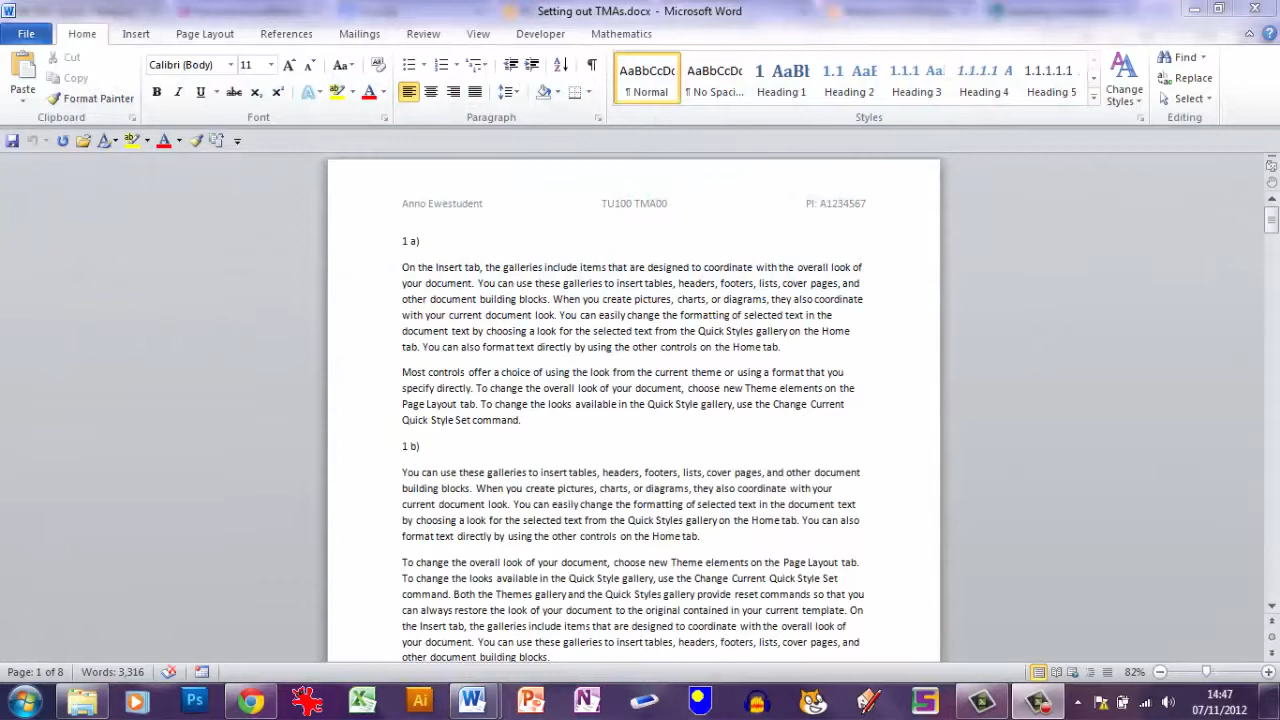 Setting out TMAs.docx - Microsoft Word
File Home Insert Page Layout References Mailings Review View Developer Mathematics
Cut
Copy
Format Painter
Paste
Clipboard
Calibri (Body) 11
Font
Paragraph
AaBbCcDc AaBbCcDc 1 AaBl 1.1 AaE 1.1.1 Aa 1.1.1.1 A 1.1.1.1.1
¶ Normal ¶ No Spaci... Heading 1 Heading 2 Heading 3 Heading 4 Heading 5
Styles
Change
Styles
Find
Replace
Select
Editing
Anno Ewestudent TU100 TMA00 PI: A1234567
1 a)
On the Insert tab, the galleries include items that are designed to coordinate with the overall look of
your document. You can use these galleries to insert tables, headers, footers, lists, cover pages, and
other document building blocks. When you create pictures, charts, or diagrams, they also coordinate
with your current document look. You can easily change the formatting of selected text in the
document text by choosing a look for the selected text from the Quick Styles gallery on the Home
tab. You can also format text directly by using the other controls on the Home tab.
Most controls offer a choice of using the look from the current theme or using a format that you
specify directly. To change the overall look of your document, choose new Theme elements on the
Page Layout tab. To change the looks available in the Quick Style gallery, use the Change Current
Quick Style Set command.
1 b)
You can use these galleries to insert tables, headers, footers, lists, cover pages, and other document
building blocks. When you create pictures, charts, or diagrams, they also coordinate with your
current document look. You can easily change the formatting of selected text in the document text
by choosing a look for the selected text from the Quick Styles gallery on the Home tab. You can also
format text directly by using the other controls on the Home tab.
To change the overall look of your document, choose new Theme elements on the Page Layout tab.
To change the looks available in the Quick Style gallery, use the Change Current Quick Style Set
command. Both the Themes gallery and the Quick Styles gallery provide reset commands so that you
can always restore the look of your document to the original contained in your current template. On
the Insert tab, the galleries include items that are designed to coordinate with the overall look of
your document. You can use these galleries to insert tables, headers, footers, lists, cover pages, and
other document building blocks.
Page: 1 of 8 Words: 3,316 82%
14:47
07/11/2012